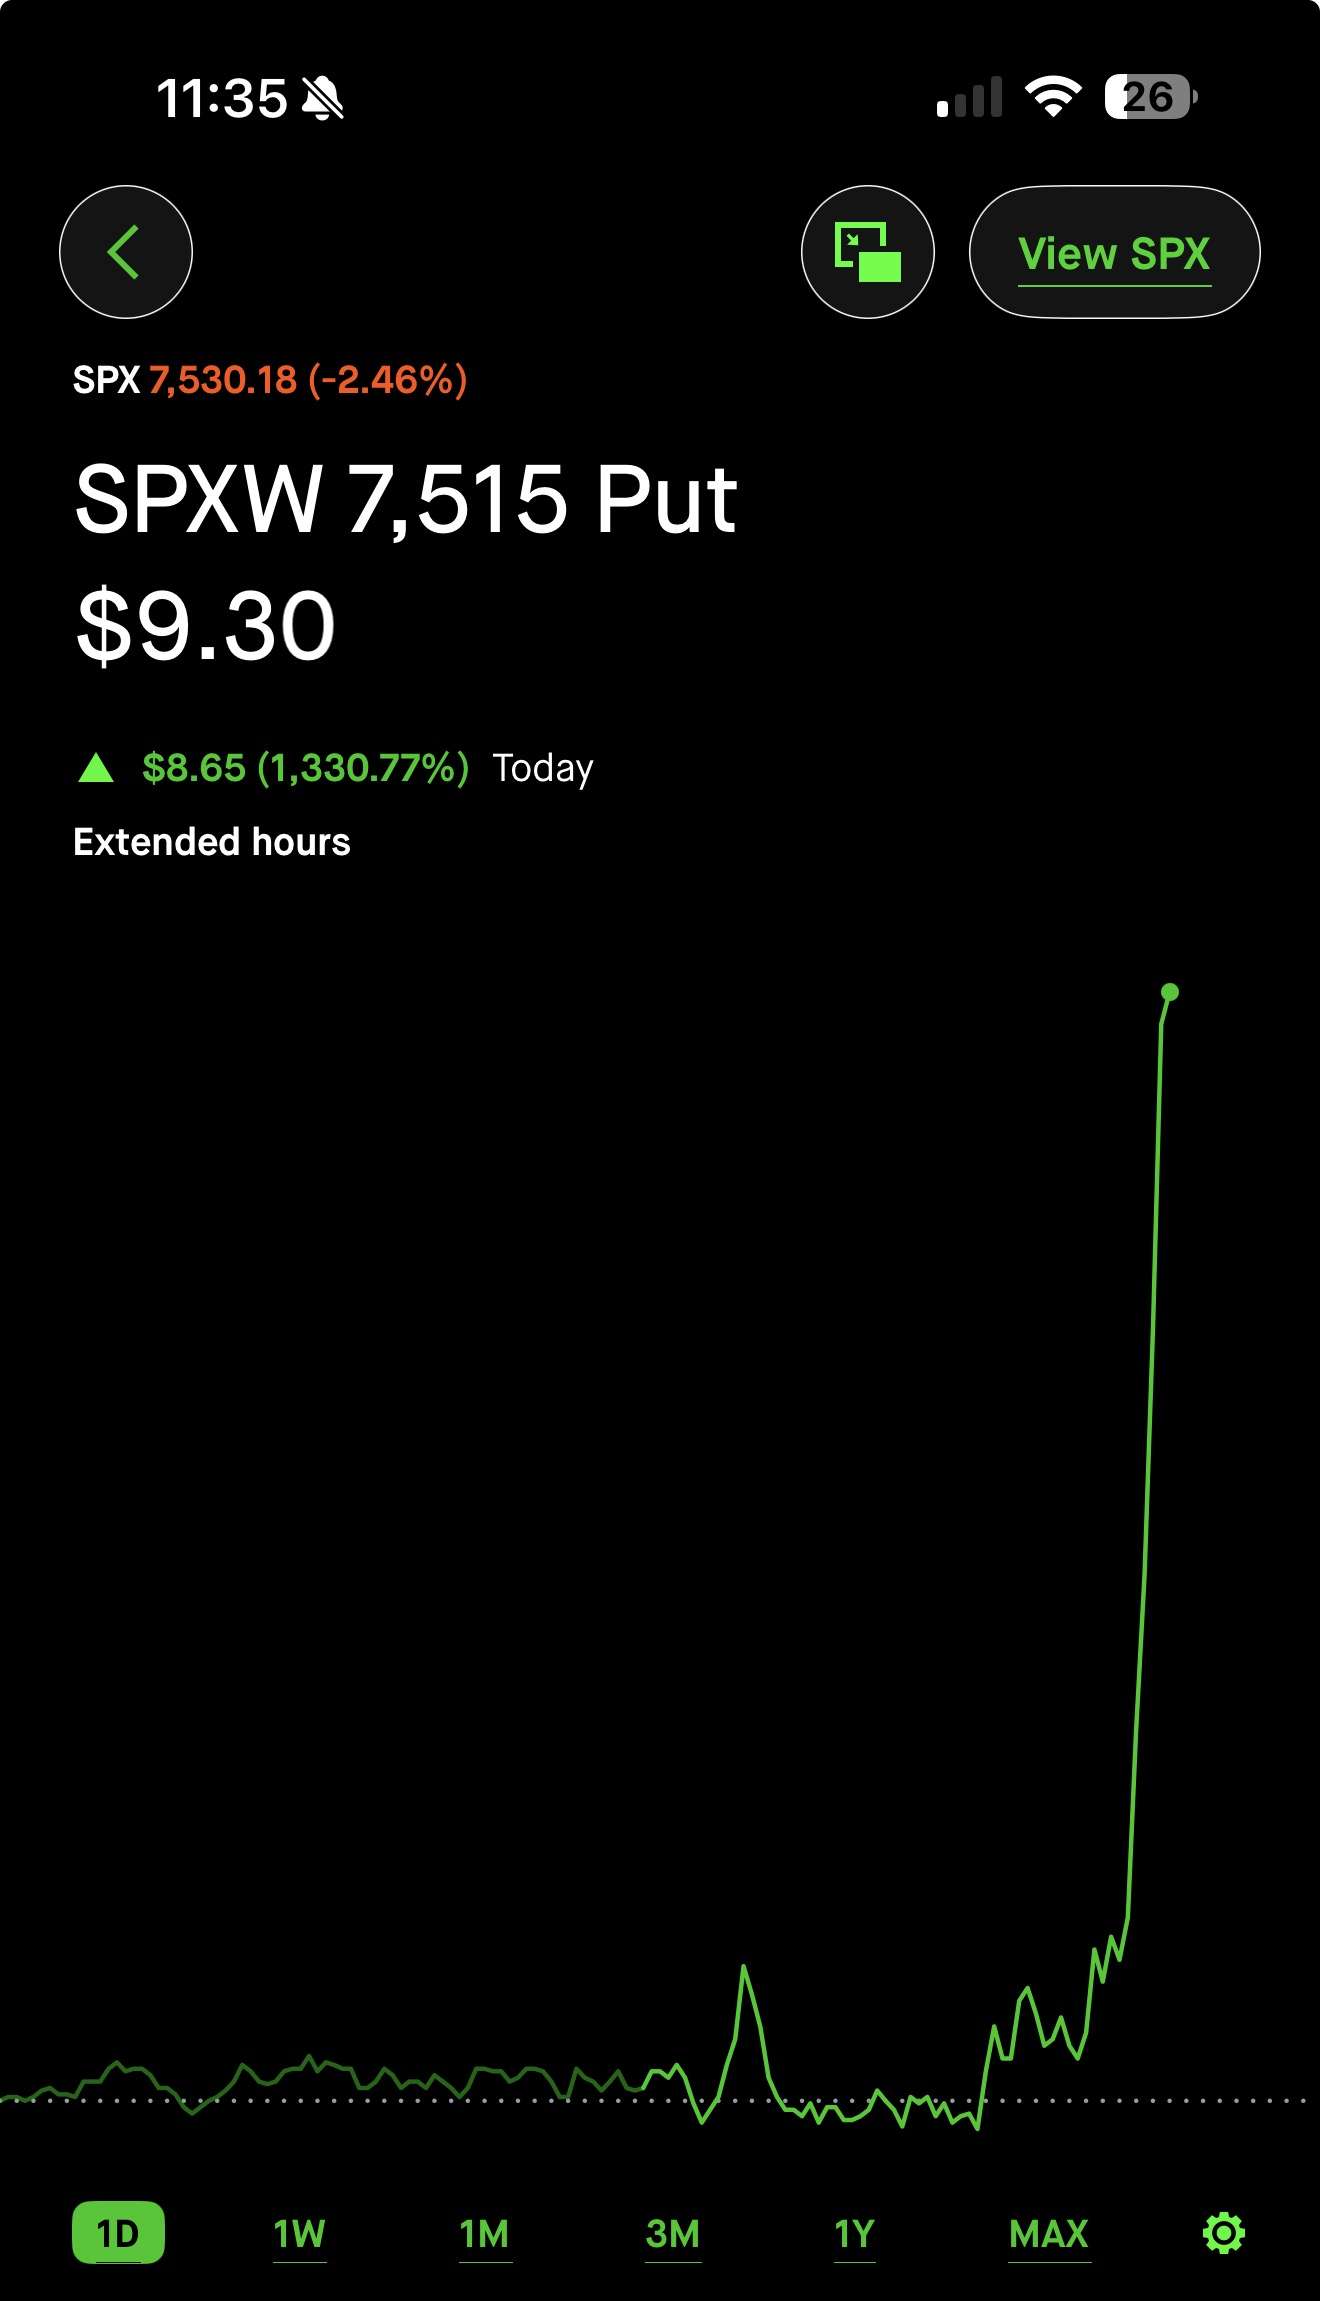 11:35
26
View SPX
SPX 7,530.18 (-2.46%)
SPXW 7,515 Put
$9.30
▲ $8.65 (1,330.77%) Today
Extended hours
1D 1W 1M 3M 1Y MAX